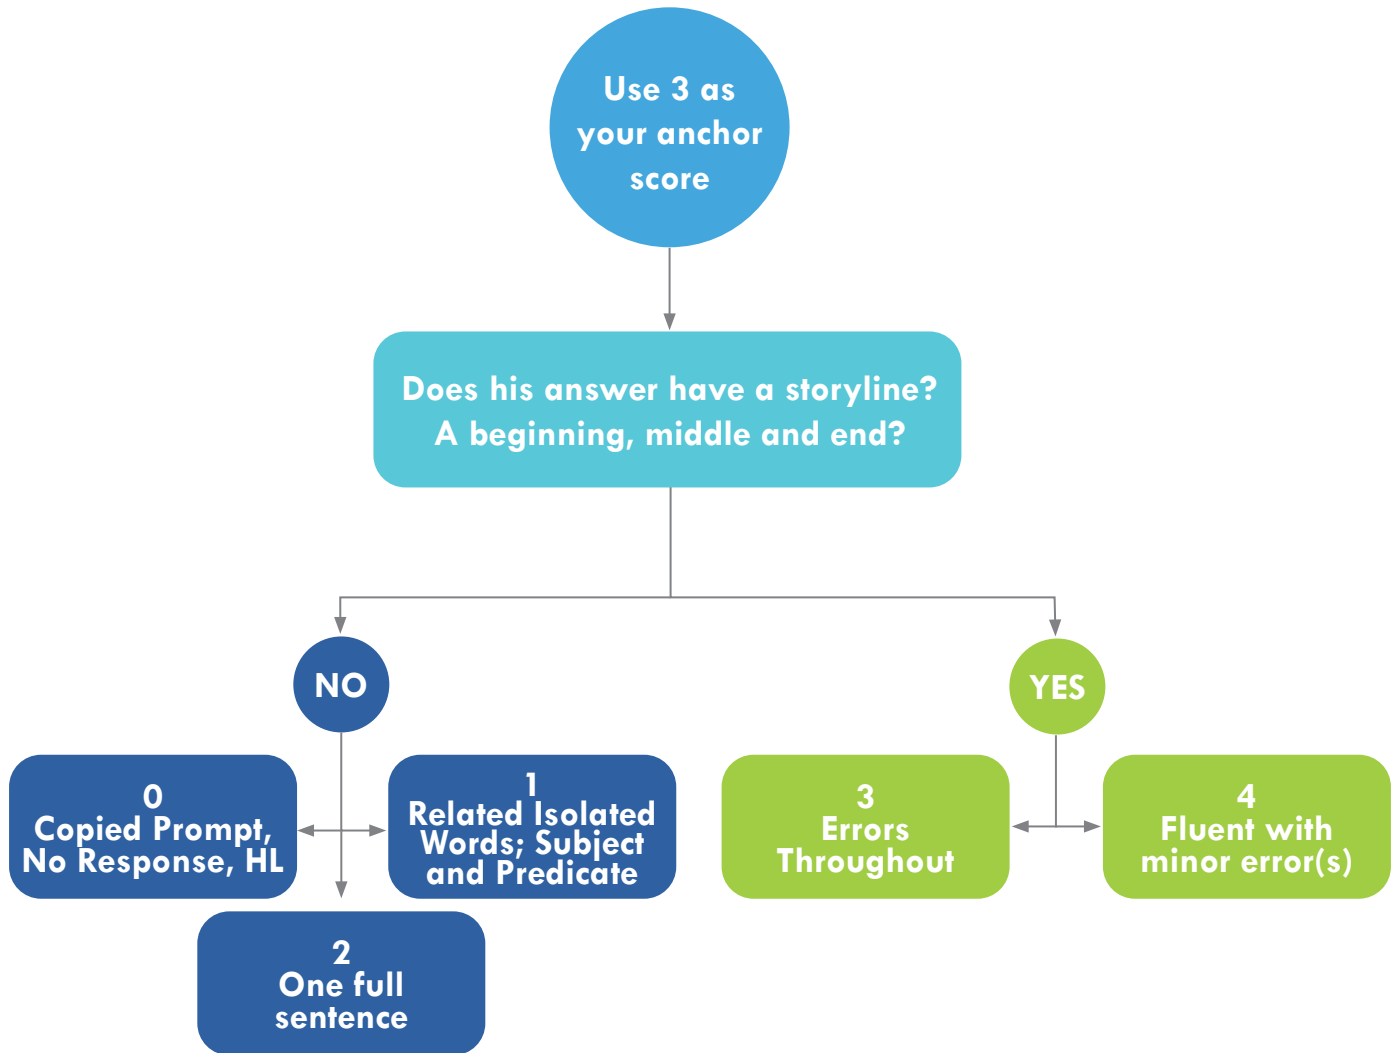 Use 3 as
your anchor
score
Does his answer have a storyline?
A beginning, middle and end?
NO
YES
0
Copied Prompt,
No Response, HL
1
Related Isolated
Words; Subject
and Predicate
3
Errors
Throughout
4
Fluent with
minor error(s)
2
One full
sentence